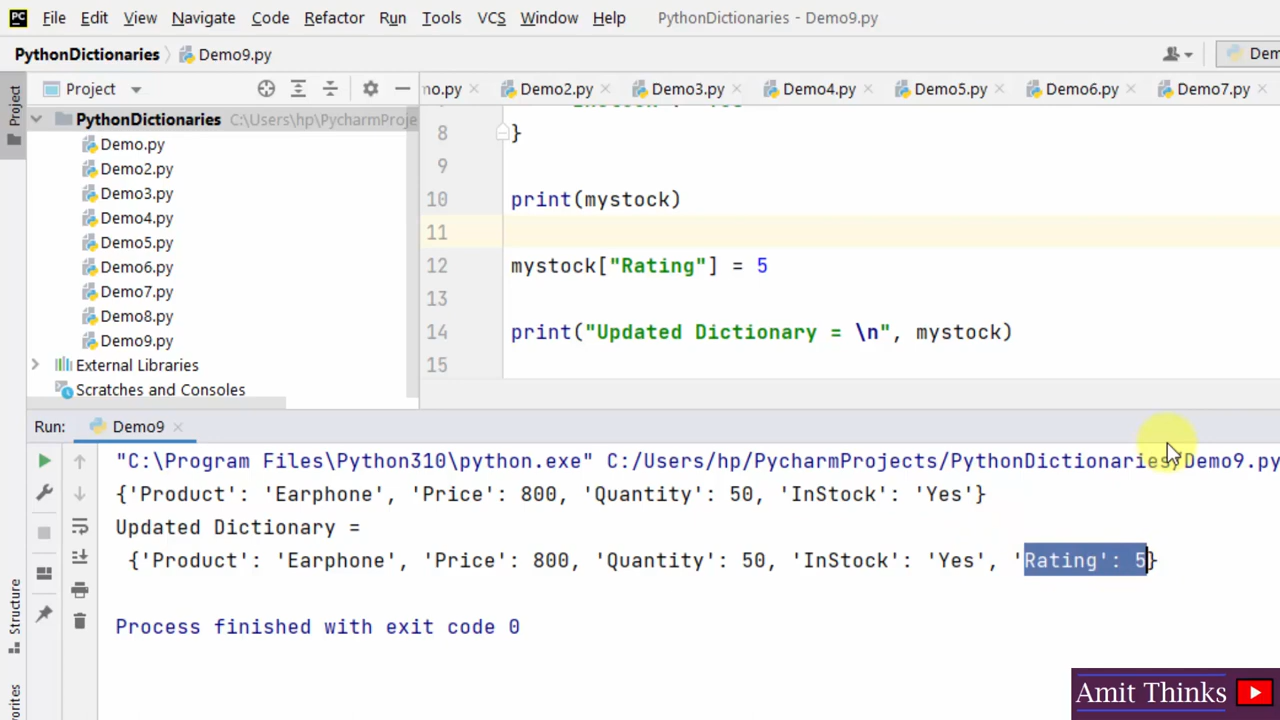 PC File Edit View Navigate Code Refactor Run Tools VCS Window Help PythonDictionaries - Demo9.py
PythonDictionaries Demo9.py Dem
Project
Project mo.py Demo2.py Demo3.py Demo4.py Demo5.py Demo6.py Demo7.py
PythonDictionaries C:\Users\hp\PycharmProje
Demo.py
Demo2.py
Demo3.py
Demo4.py
Demo5.py
Demo6.py
Demo7.py
Demo8.py
Demo9.py
External Libraries
Scratches and Consoles
8 }
9
10 print(mystock)
11
12 mystock["Rating"] = 5
13
14 print("Updated Dictionary = \n", mystock)
15
Run: Demo9
"C:\Program Files\Python310\python.exe" C:/Users/hp/PycharmProjects/PythonDictionaries/Demo9.py
{'Product': 'Earphone', 'Price': 800, 'Quantity': 50, 'InStock': 'Yes'}
Updated Dictionary =
{'Product': 'Earphone', 'Price': 800, 'Quantity': 50, 'InStock': 'Yes', 'Rating': 5}
Process finished with exit code 0
Structure
vorites
Amit Thinks